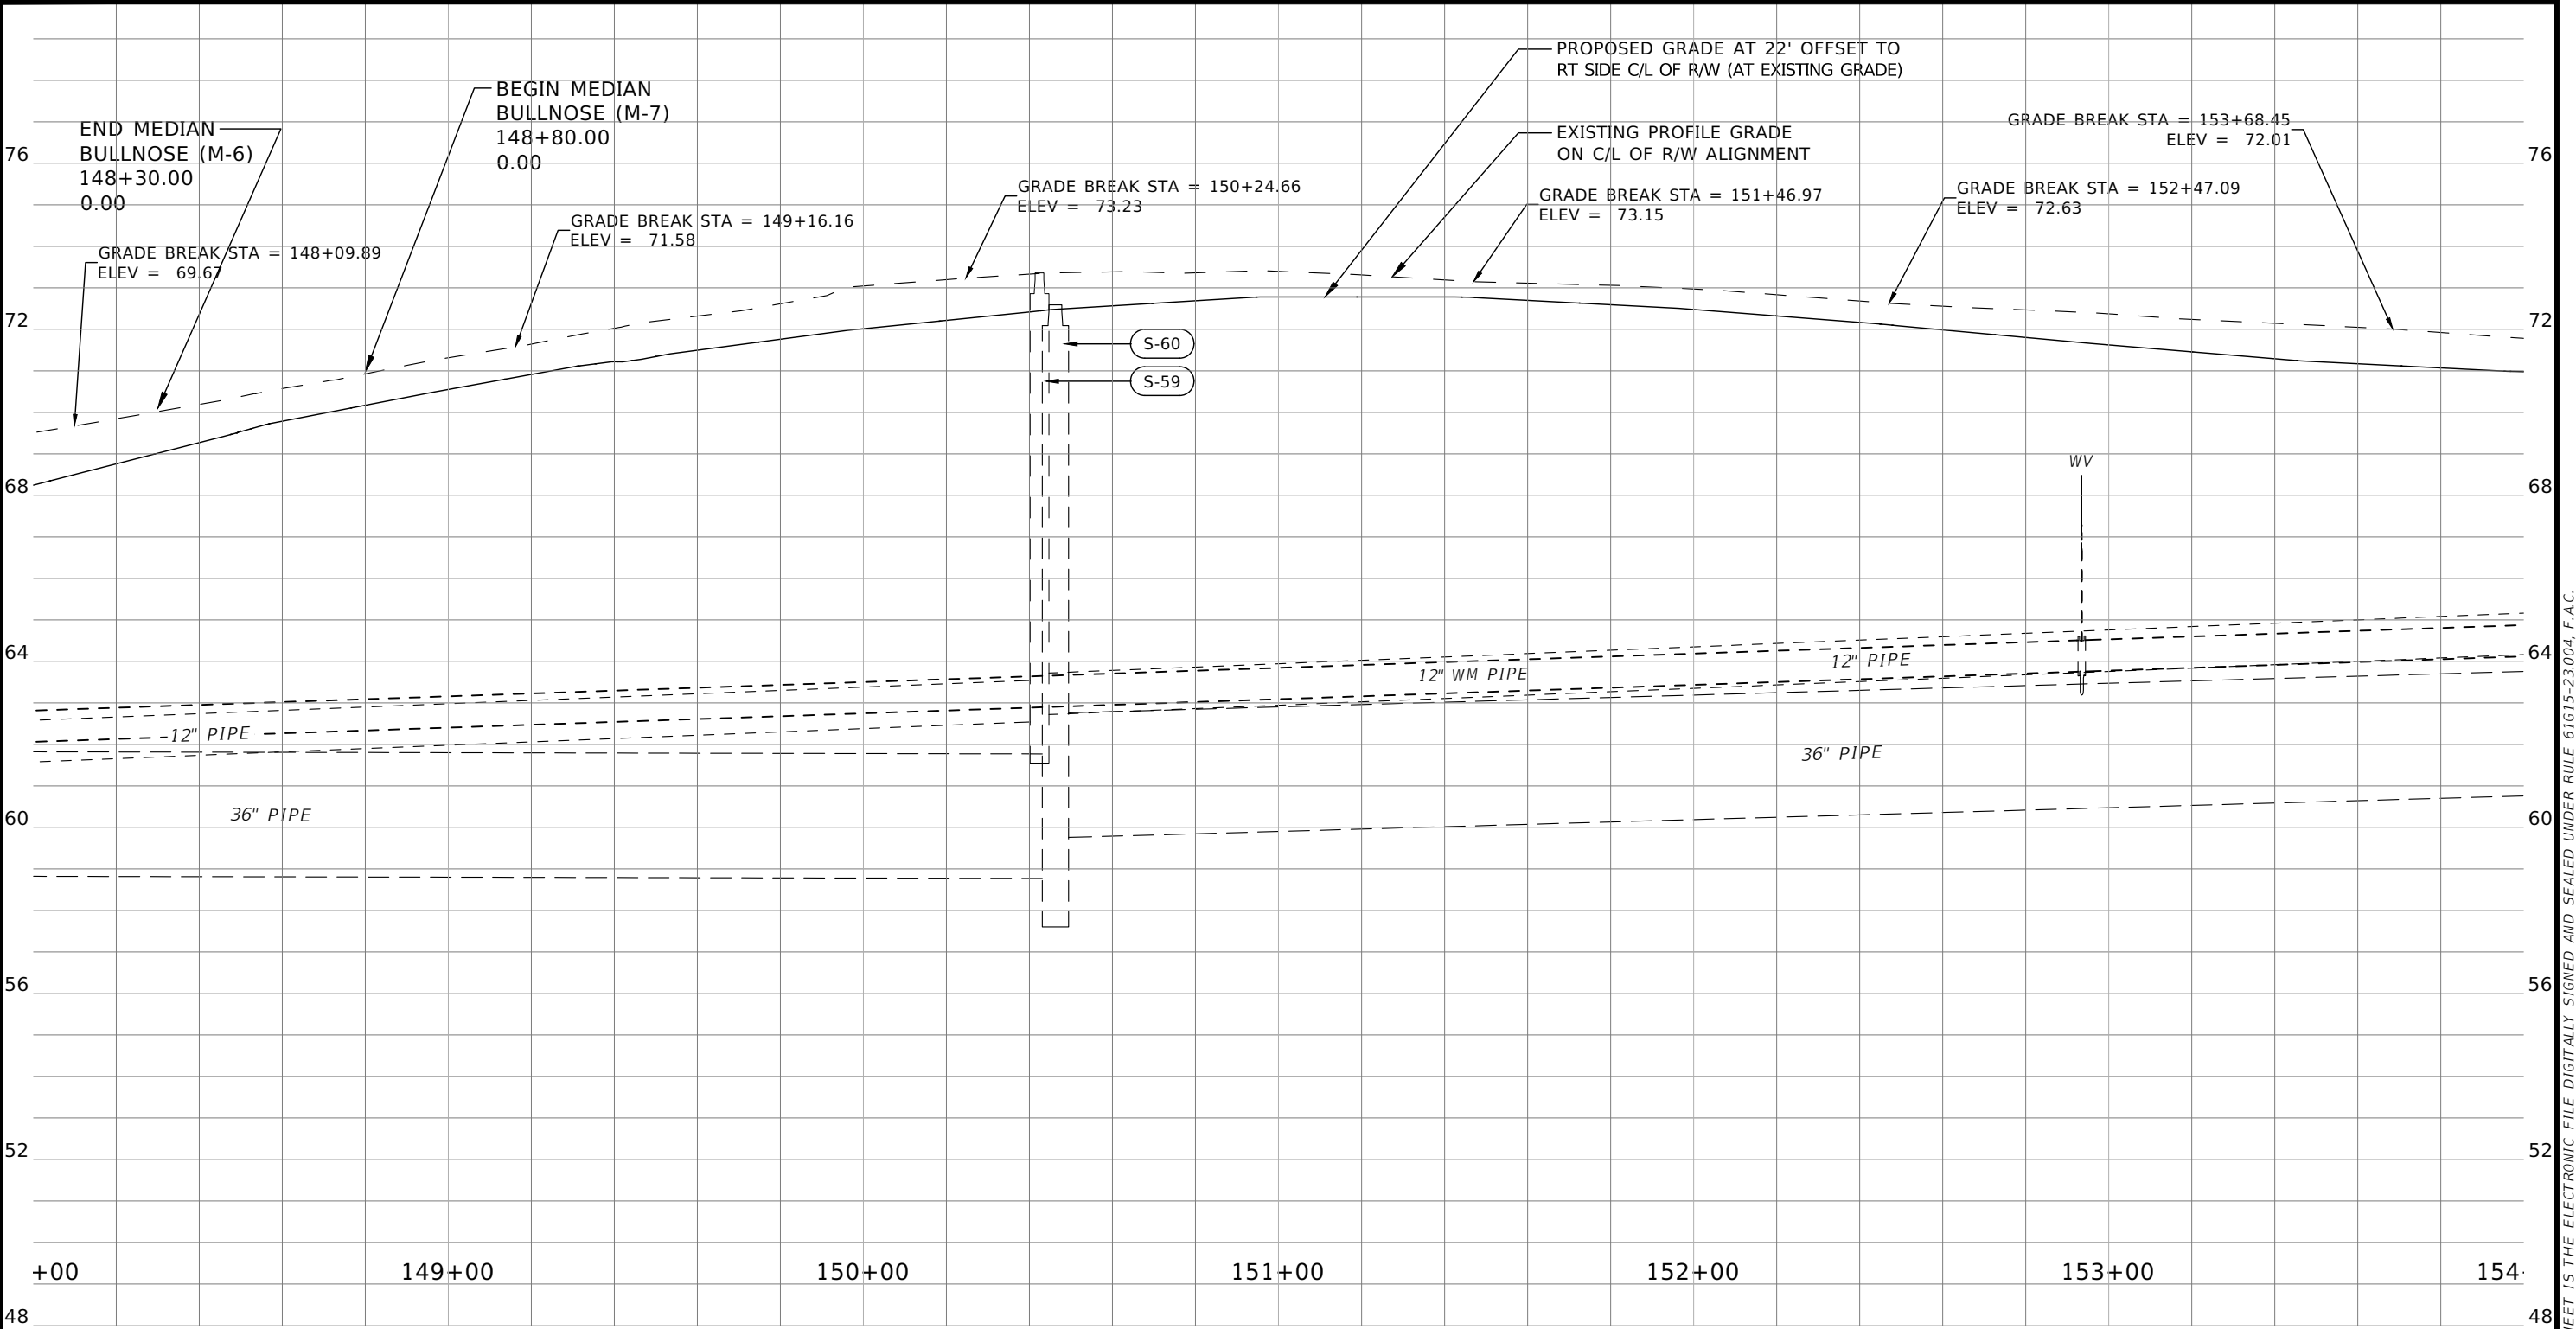 PROPOSED GRADE AT 22' OFFSET TO
RT SIDE C/L OF R/W (AT EXISTING GRADE)
BEGIN MEDIAN
BULLNOSE (M-7)
148+80.00
0.00
END MEDIAN
BULLNOSE (M-6)
148+30.00
0.00
EXISTING PROFILE GRADE
ON C/L OF R/W ALIGNMENT
GRADE BREAK STA = 153+68.45
ELEV = 72.01
GRADE BREAK STA = 148+09.89
ELEV = 69.67
GRADE BREAK STA = 149+16.16
ELEV = 71.58
GRADE BREAK STA = 150+24.66
ELEV = 73.23
GRADE BREAK STA = 151+46.97
ELEV = 73.15
GRADE BREAK STA = 152+47.09
ELEV = 72.63
76
76
72
72
S-60
S-59
WV
68
68
64
64
12" PIPE
12" WM PIPE
12" PIPE
36" PIPE
36" PIPE
60
60
56
56
52
52
+00
149+00
150+00
151+00
152+00
153+00
154
48
48
EET IS THE ELECTRONIC FILE DIGITALLY SIGNED AND SEALED UNDER RULE 61G15-23.004, F.A.C.